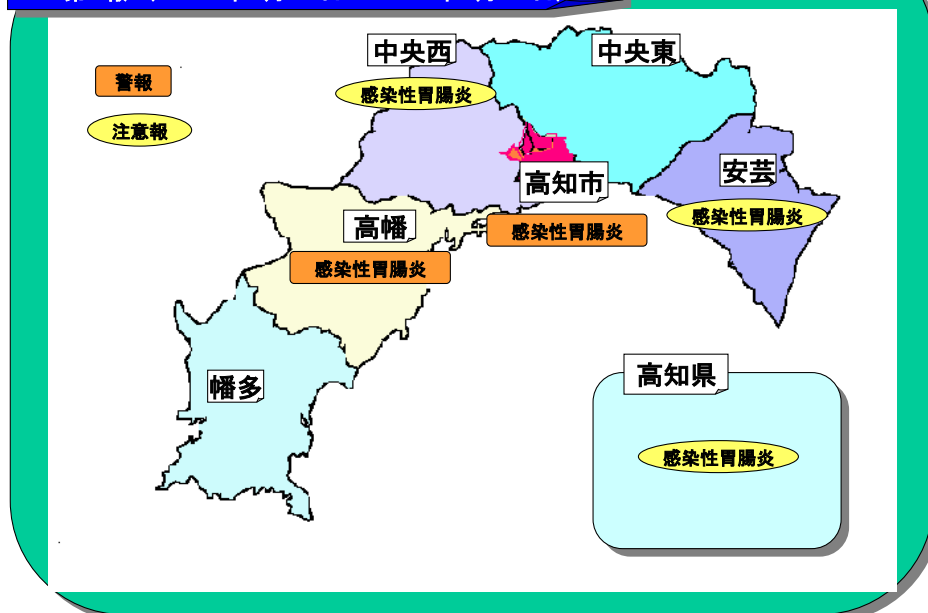 中央西
中央東
警報
感染性胃腸炎
注意報
安芸
高知市
感染性胃腸炎
高幡
感染性胃腸炎
感染性胃腸炎
高知県
幡多
感染性胃腸炎